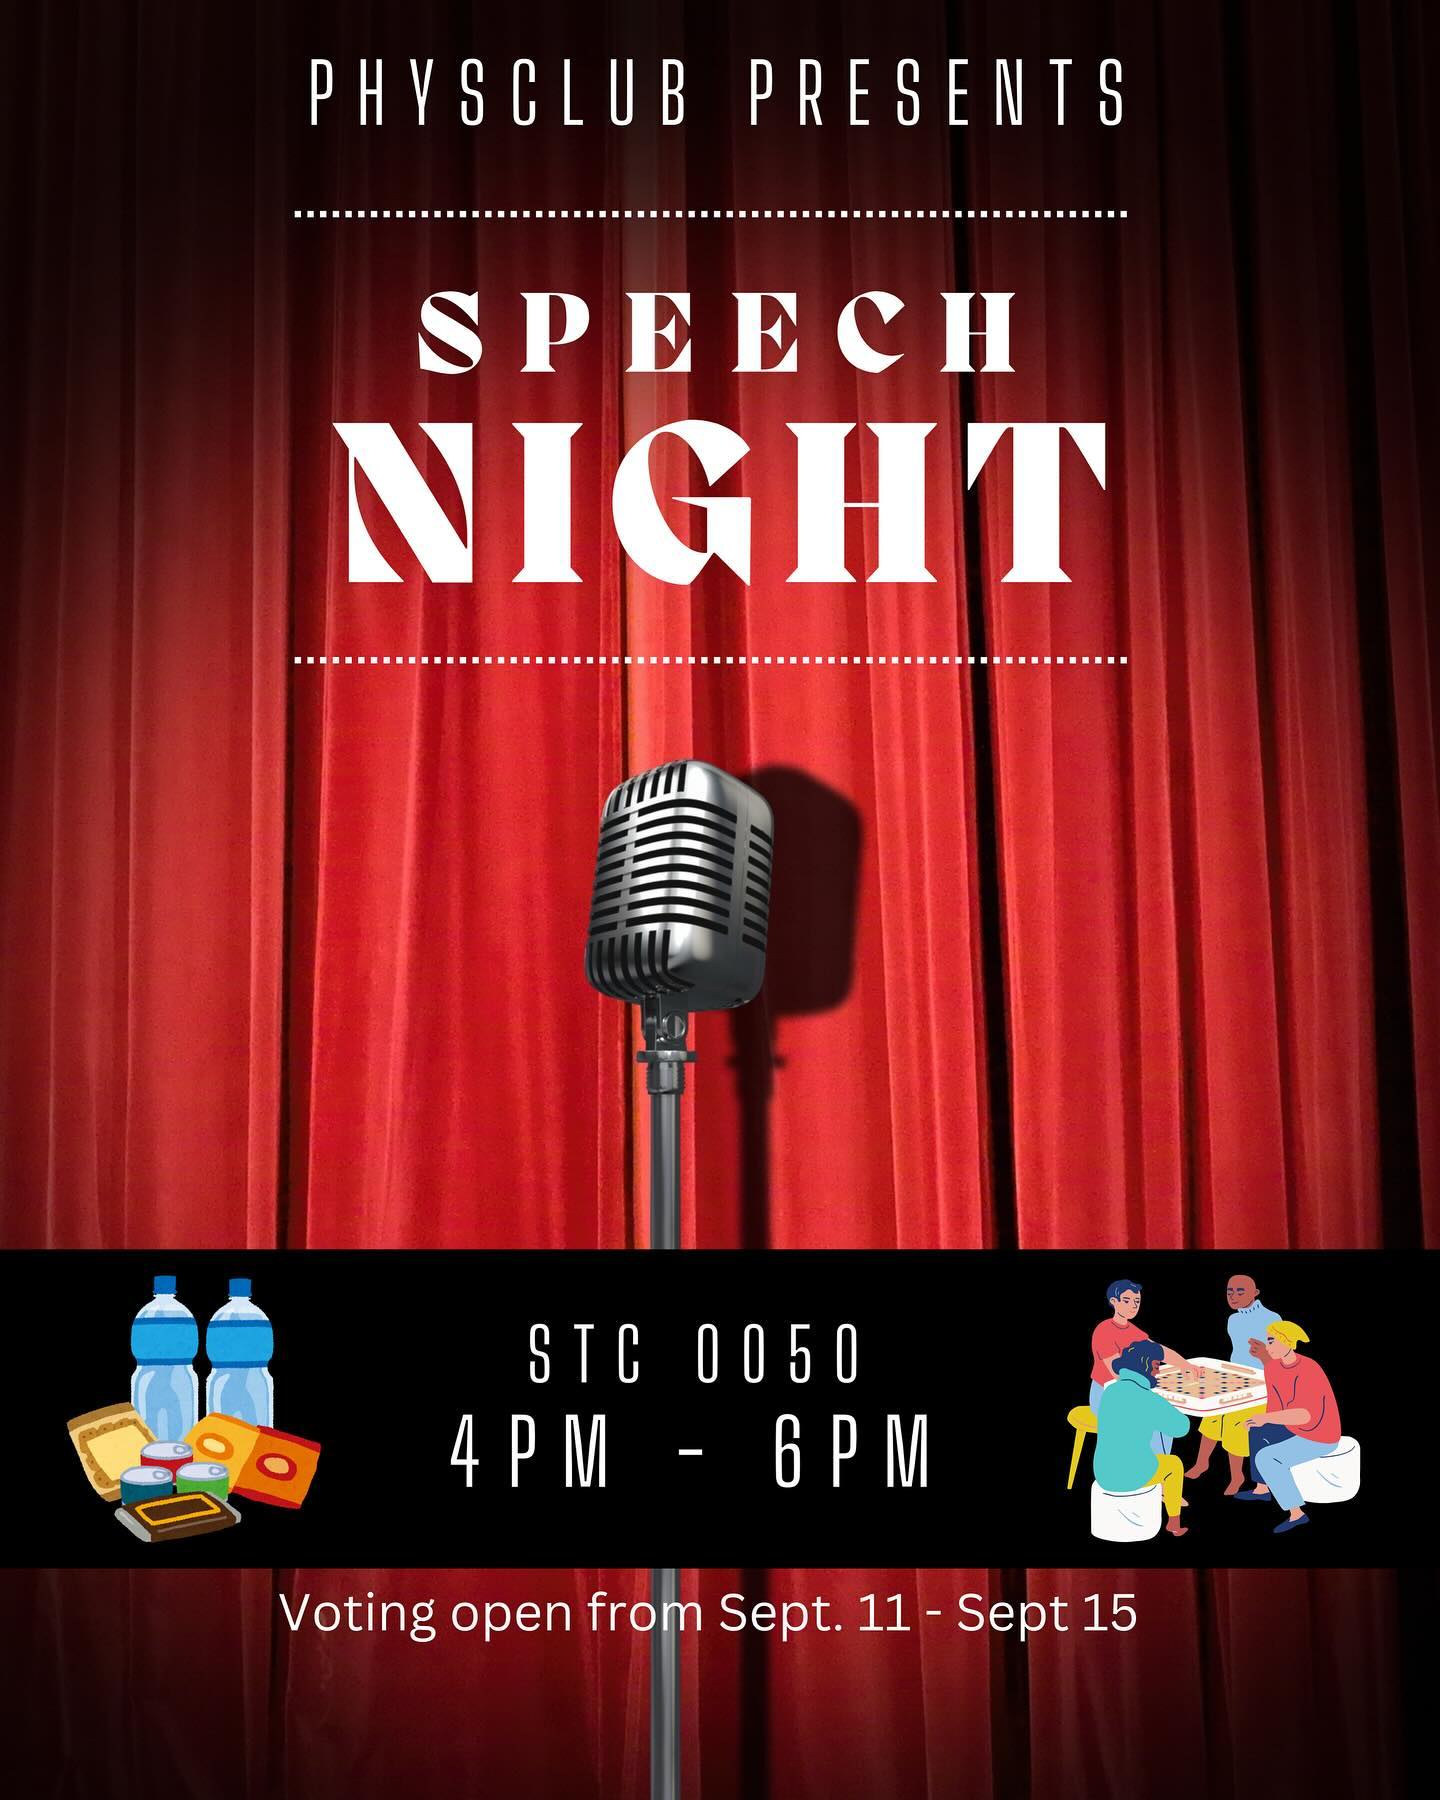 PHYSCLUB PRESENTS
SPEECH
NIGHT
STC 0050
4PM - 6PM
Voting open from Sept. 11 - Sept 15